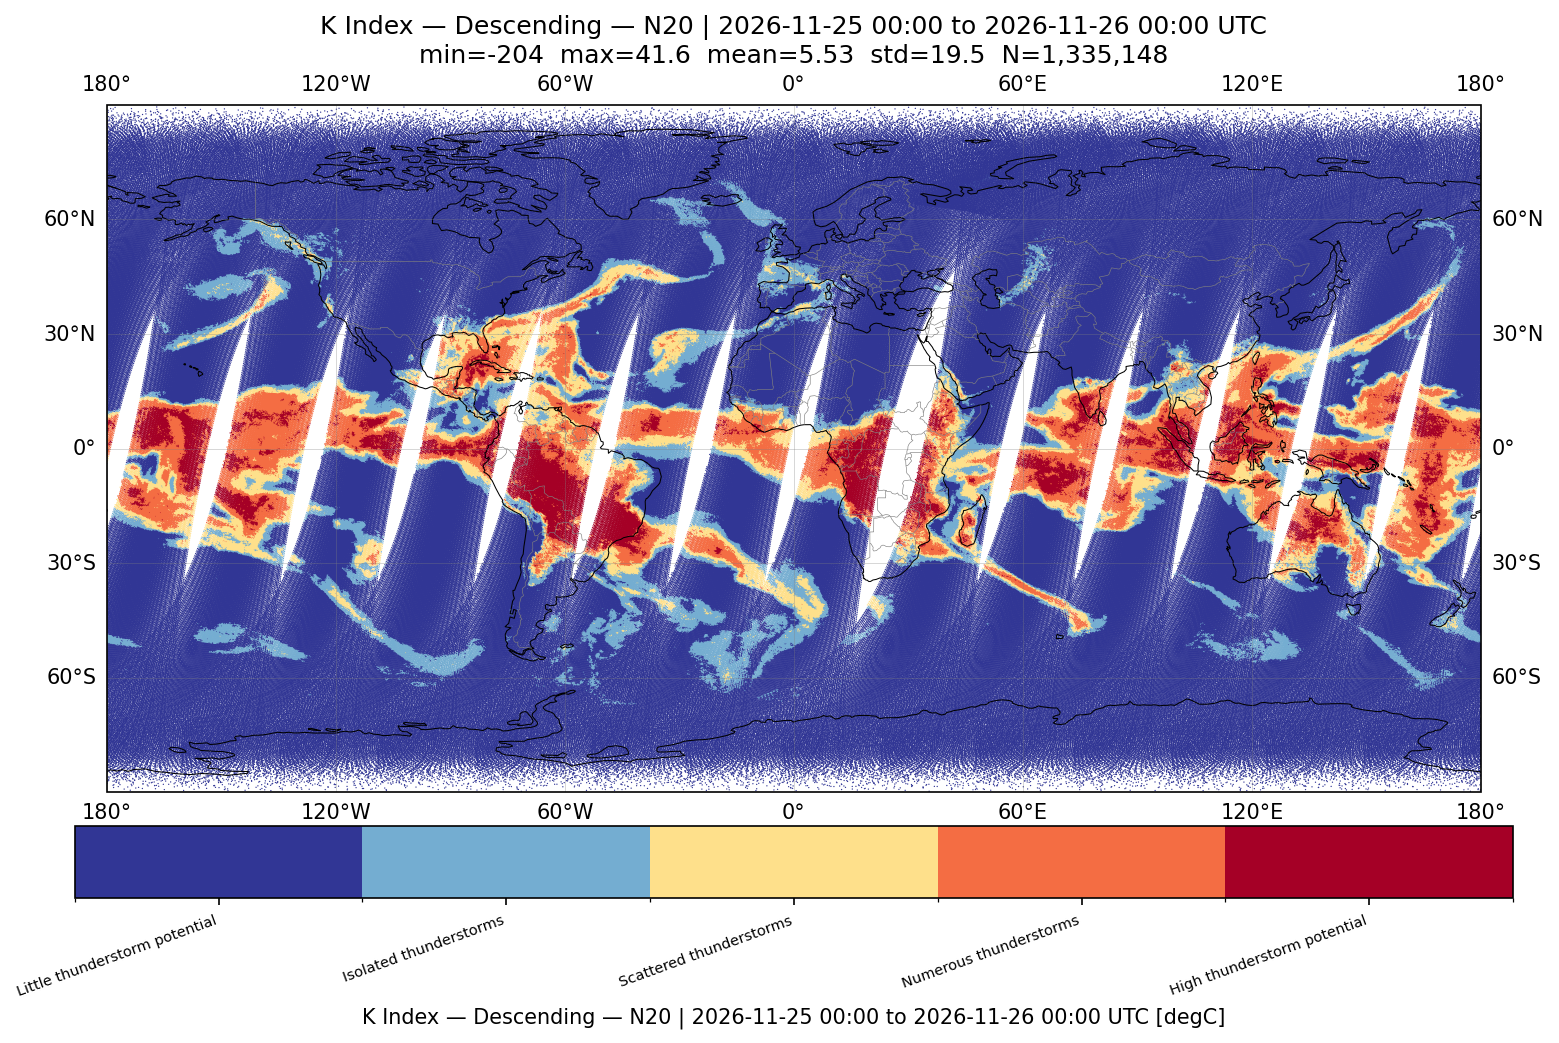 K Index — Descending — N20 | 2026-11-25 00:00 to 2026-11-26 00:00 UTC
min=-204 max=41.6 mean=5.53 std=19.5 N=1,335,148
180° 120°W 60°W 0° 60°E 120°E 180°
60°N 60°N
30°N 30°N
0° 0°
30°S 30°S
60°S 60°S
180° 120°W 60°W 0° 60°E 120°E 180°
Little thunderstorm potential
Isolated thunderstorms
Scattered thunderstorms
Numerous thunderstorms
High thunderstorm potential
K Index — Descending — N20 | 2026-11-25 00:00 to 2026-11-26 00:00 UTC [degC]